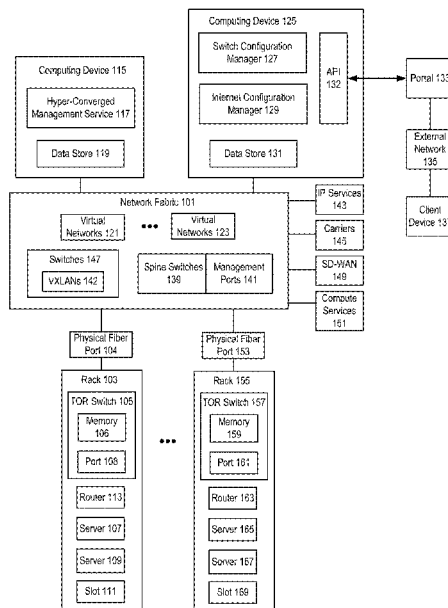 Computing Device 125
Switch Configuration
Manager 127
Internet Configuration
Manager 129
API
132
Data Store 131
Computing Device 115
Hyper-Converged
Management Service 117
Data Store 119
Portal 133
External
Network
135
Client
Device 13
Network Fabric 101
Virtual
Networks 121
•••
Virtual
Networks 123
Switches 147
VXLANs 142
Spine Switches
139
Management
Ports 141
IP Services
143
Carriers
145
SD-WAN
149
Compute
Services
151
Physical Fiber
Port 104
Physical Fiber
Port 153
Rack 103
TOR Switch 105
Memory
106
Port 108
Router 113
Server 107
Server 109
Slot 111
•••
Rack 155
TOR Switch 157
Memory
159
Port 161
Router 163
Server 165
Server 167
Slot 169